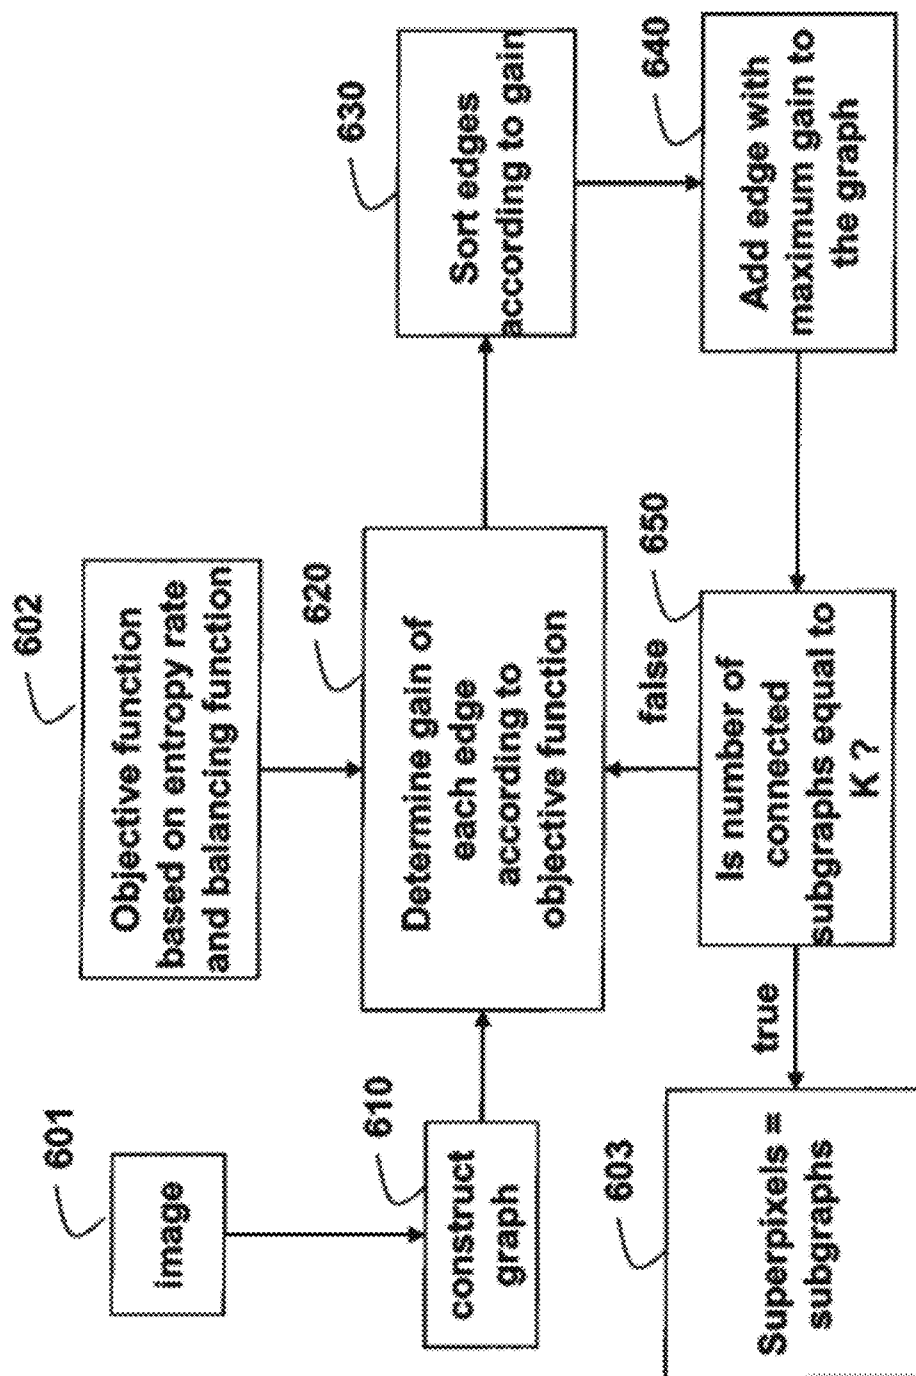 601
image
602
Objective function
based on entropy rate
and balancing function
610
construct
graph
620
Determine gain of
each edge
according to
objective function
630
Sort edges
according to gain
603
Superpixels =
subgraphs
true
false
650
Is number of
connected
subgraphs equal to
K ?
640
Add edge with
maximum gain to
the graph